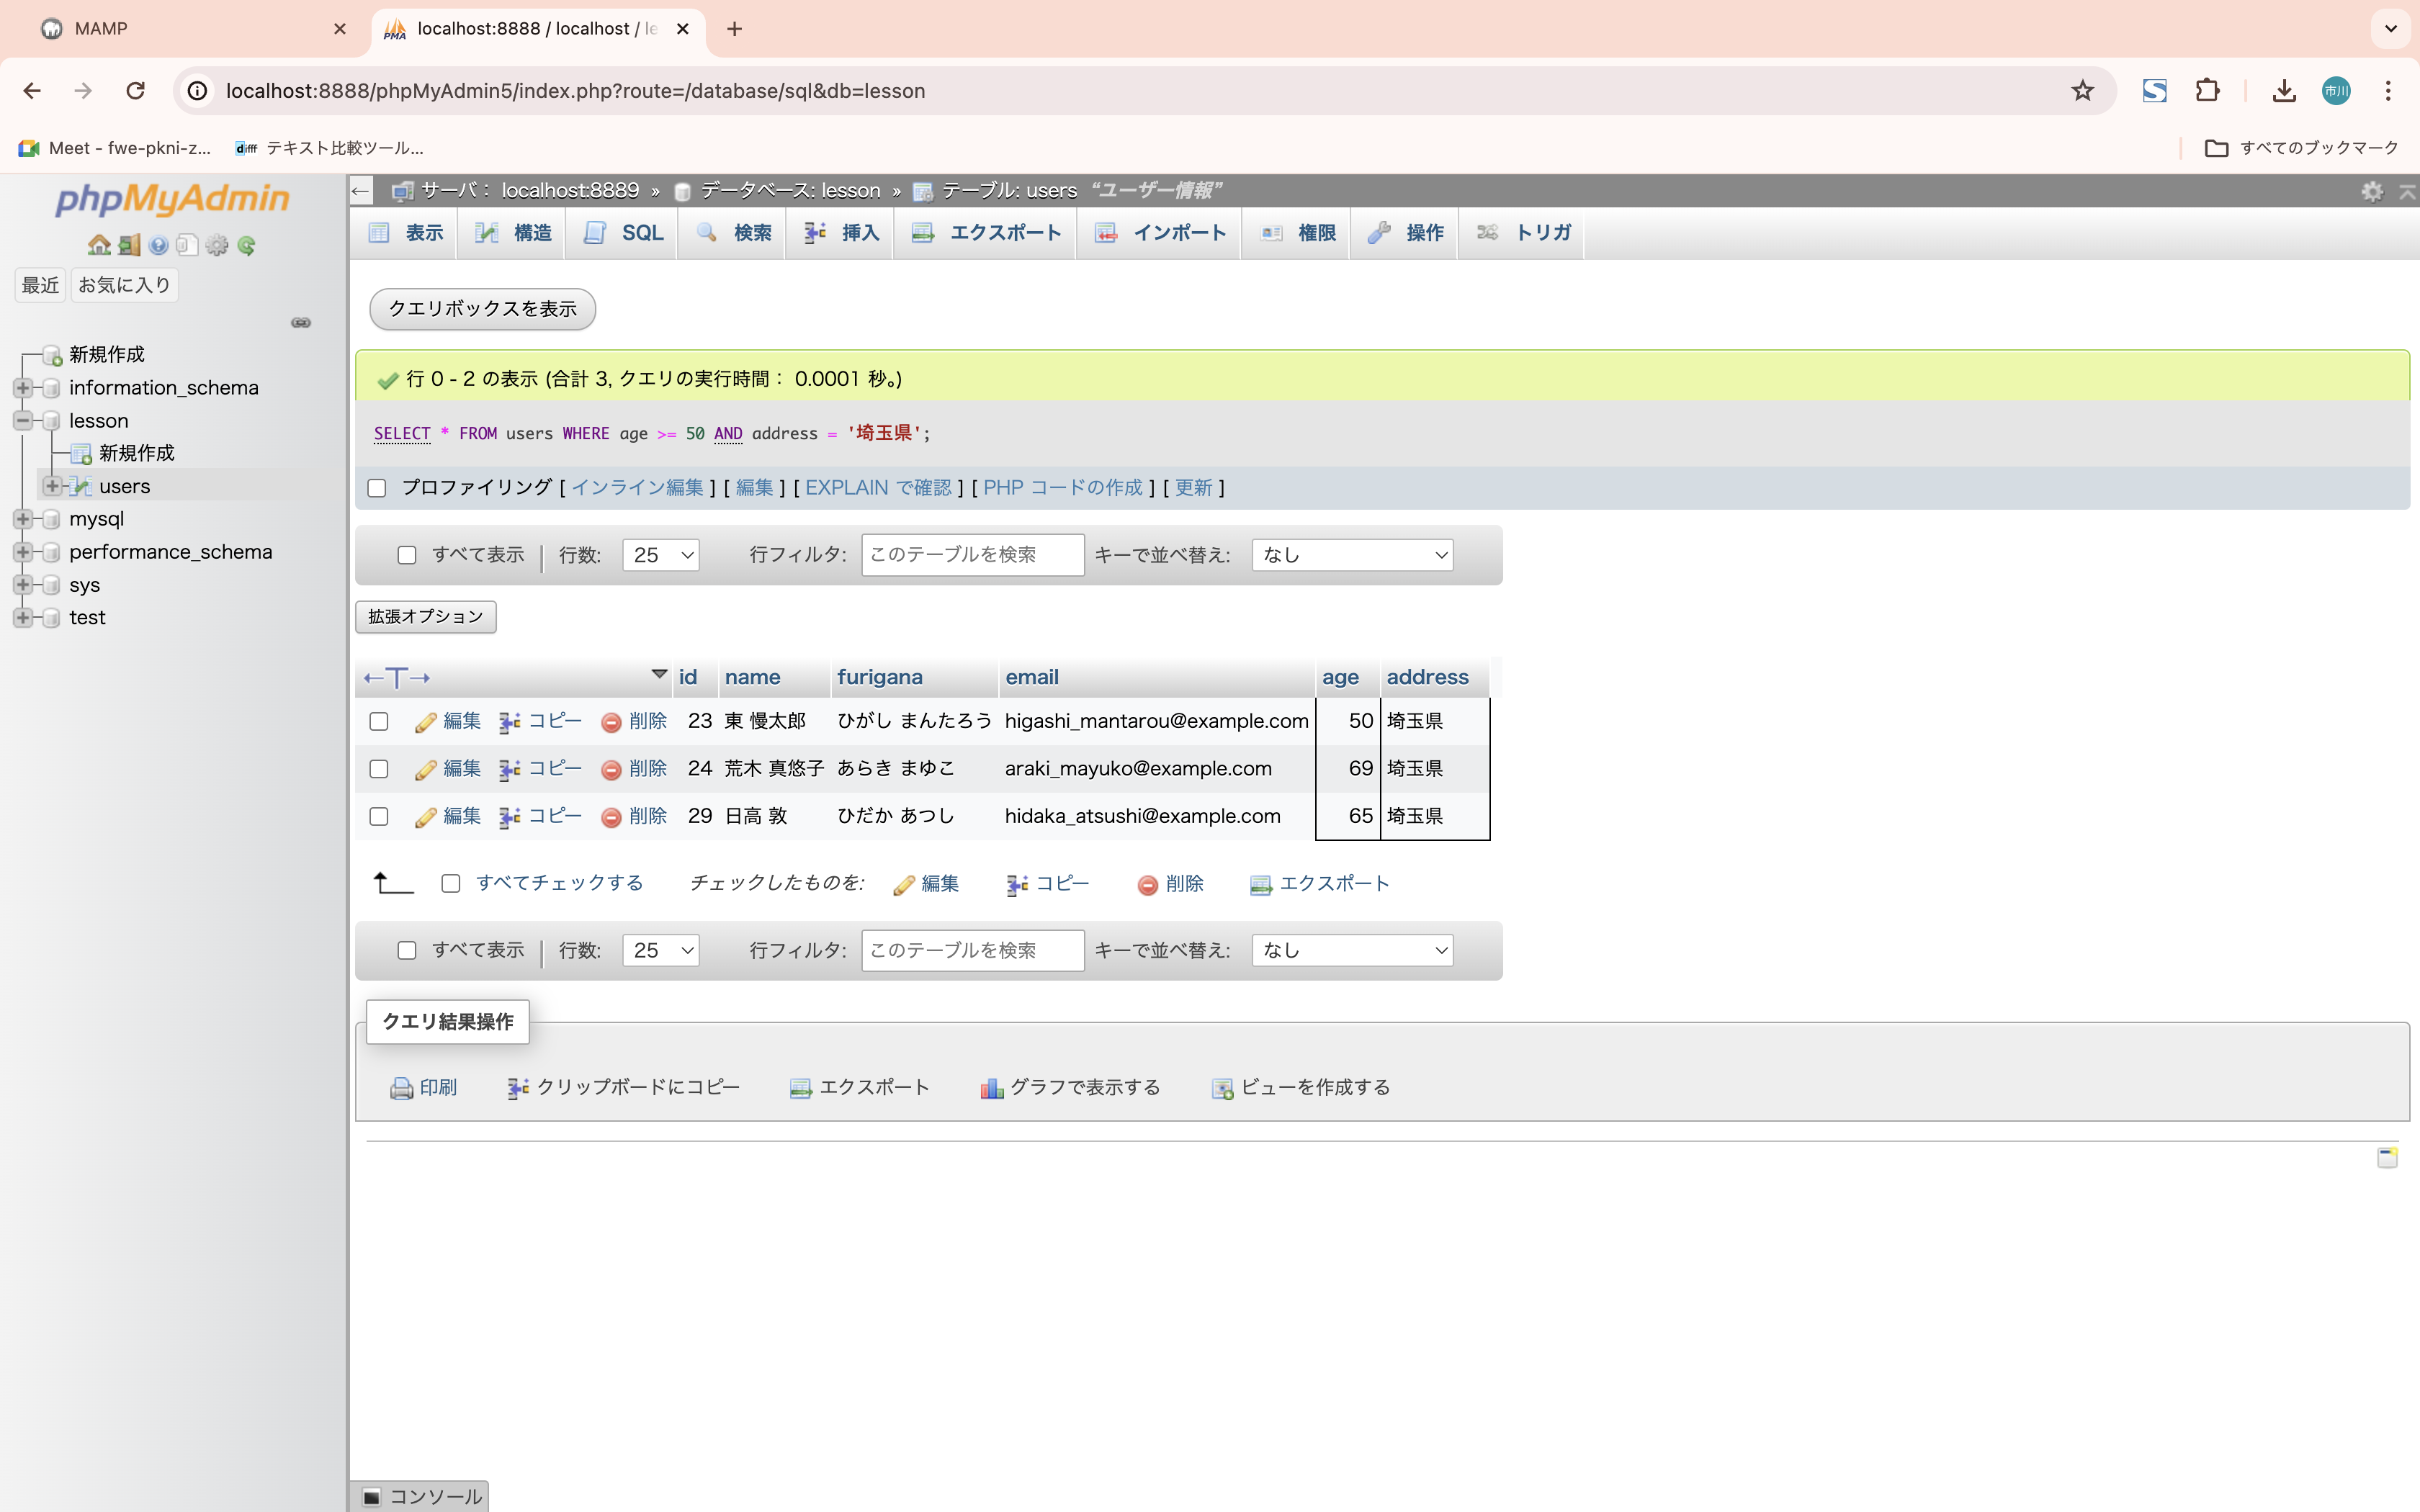 MAMP
localhost:8888 / localhost / le
localhost:8888/phpMyAdmin5/index.php?route=/database/sql&db=lesson
市川
Meet - fwe-pkni-z...
diff テキスト比較ツール...
すべてのブックマーク
phpMyAdmin
最近 お気に入り
新規作成
information_schema
lesson
新規作成
users
mysql
performance_schema
sys
test
サーバ： localhost:8889 » データベース: lesson » テーブル: users “ユーザー情報”
表示 構造 SQL 検索 挿入 エクスポート インポート 権限 操作 トリガ
クエリボックスを表示
行 0 - 2 の表示 (合計 3, クエリの実行時間： 0.0001 秒。)
SELECT * FROM users WHERE age >= 50 AND address = '埼玉県';
プロファイリング [ インライン編集 ] [ 編集 ] [ EXPLAIN で確認 ] [ PHP コードの作成 ] [ 更新 ]
すべて表示 行数: 25 行フィルタ: このテーブルを検索 キーで並べ替え: なし
拡張オプション
←T→ id name furigana email age address
編集 コピー 削除 23 東 慢太郎 ひがし まんたろう higashi_mantarou@example.com 50 埼玉県
編集 コピー 削除 24 荒木 真悠子 あらき まゆこ araki_mayuko@example.com 69 埼玉県
編集 コピー 削除 29 日高 敦 ひだか あつし hidaka_atsushi@example.com 65 埼玉県
すべてチェックする チェックしたものを: 編集 コピー 削除 エクスポート
すべて表示 行数: 25 行フィルタ: このテーブルを検索 キーで並べ替え: なし
クエリ結果操作
印刷 クリップボードにコピー エクスポート グラフで表示する ビューを作成する
コンソール